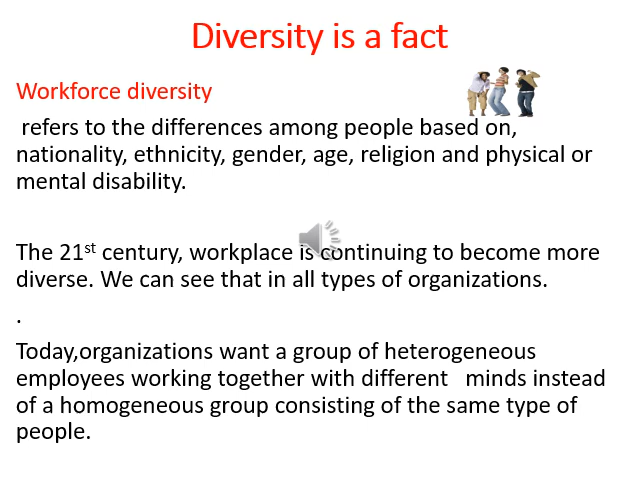 Diversity is a fact
Workforce diversity
refers to the differences among people based on,
nationality, ethnicity, gender, age, religion and physical or
mental disability.
The 21st century, workplace is continuing to become more
diverse. We can see that in all types of organizations.
.
Today,organizations want a group of heterogeneous
employees working together with different minds instead
of a homogeneous group consisting of the same type of
people.